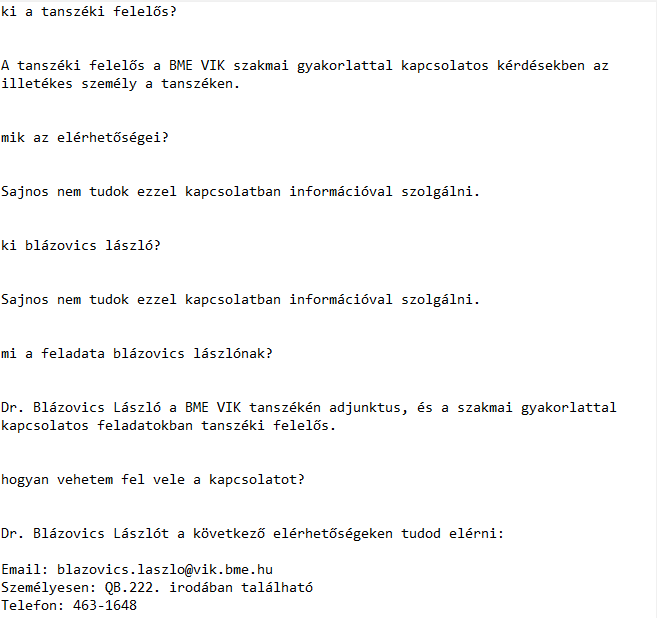 ki a tanszéki felelős?
A tanszéki felelős a BME VIK szakmai gyakorlattal kapcsolatos kérdésekben az
illetékes személy a tanszéken.
mik az elérhetőségei?
Sajnos nem tudok ezzel kapcsolatban információval szolgálni.
ki blázovics lászló?
Sajnos nem tudok ezzel kapcsolatban információval szolgálni.
mi a feladata blázovics lászlónak?
Dr. Blázovics László a BME VIK tanszékén adjunktus, és a szakmai gyakorlattal
kapcsolatos feladatokban tanszéki felelős.
hogyan vehetem fel vele a kapcsolatot?
Dr. Blázovics Lászlót a következő elérhetőségeken tudod elérni:
Email: blazovics.laszlo@vik.bme.hu
Személyesen: QB.222. irodában található
Telefon: 463-1648